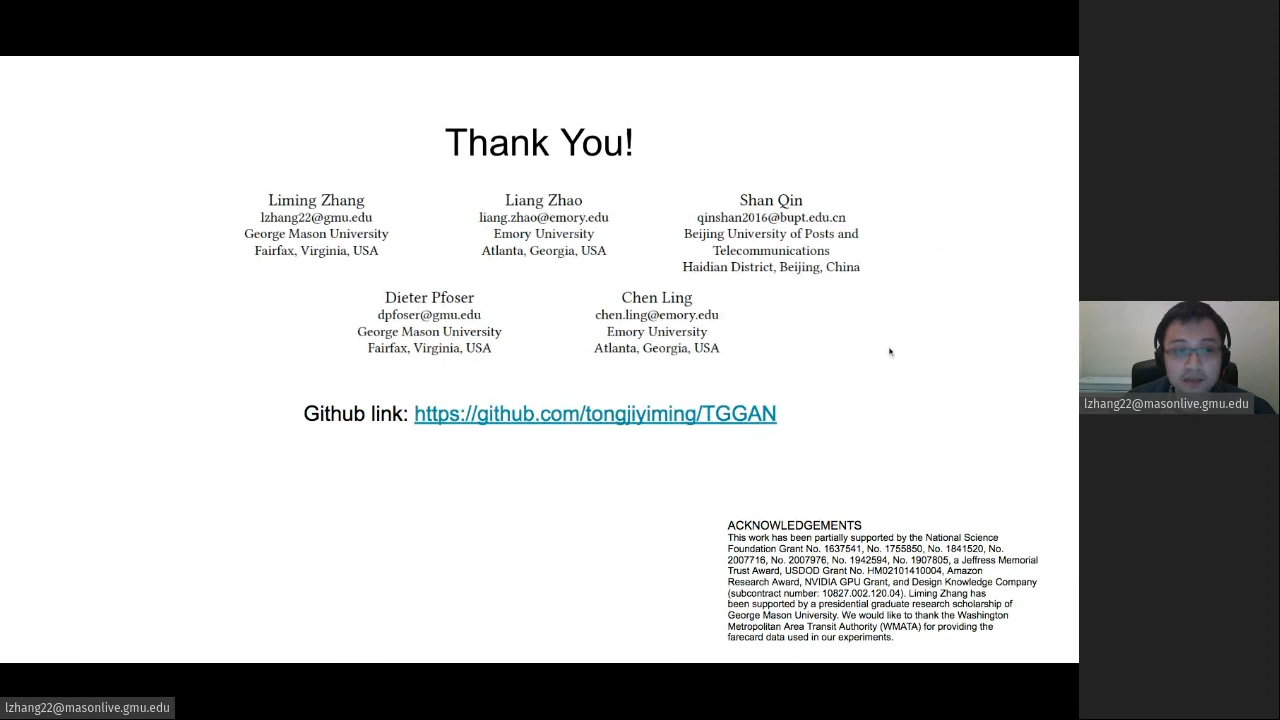 Thank You!
Liming Zhang
lzhang22@gmu.edu
George Mason University
Fairfax, Virginia, USA
Liang Zhao
liang.zhao@emory.edu
Emory University
Atlanta, Georgia, USA
Shan Qin
qinshan2016@bupt.edu.cn
Beijing University of Posts and
Telecommunications
Haidian District, Beijing, China
Dieter Pfoser
dpfoser@gmu.edu
George Mason University
Fairfax, Virginia, USA
Chen Ling
chen.ling@emory.edu
Emory University
Atlanta, Georgia, USA
Github link: https://github.com/tongjiyiming/TGGAN
ACKNOWLEDGEMENTS
This work has been partially supported by the National Science
Foundation Grant No. 1637541, No. 1755850, No. 1841520, No.
2007716, No. 2007976, No. 1942594, No. 1907805, a Jeffress Memorial
Trust Award, USDOD Grant No. HM02101410004, Amazon
Research Award, NVIDIA GPU Grant, and Design Knowledge Company
(subcontract number: 10827.002.120.04). Liming Zhang has
been supported by a presidential graduate research scholarship of
George Mason University. We would like to thank the Washington
Metropolitan Area Transit Authority (WMATA) for providing the
farecard data used in our experiments.
lzhang22@masonlive.gmu.edu
lzhang22@masonlive.gmu.edu